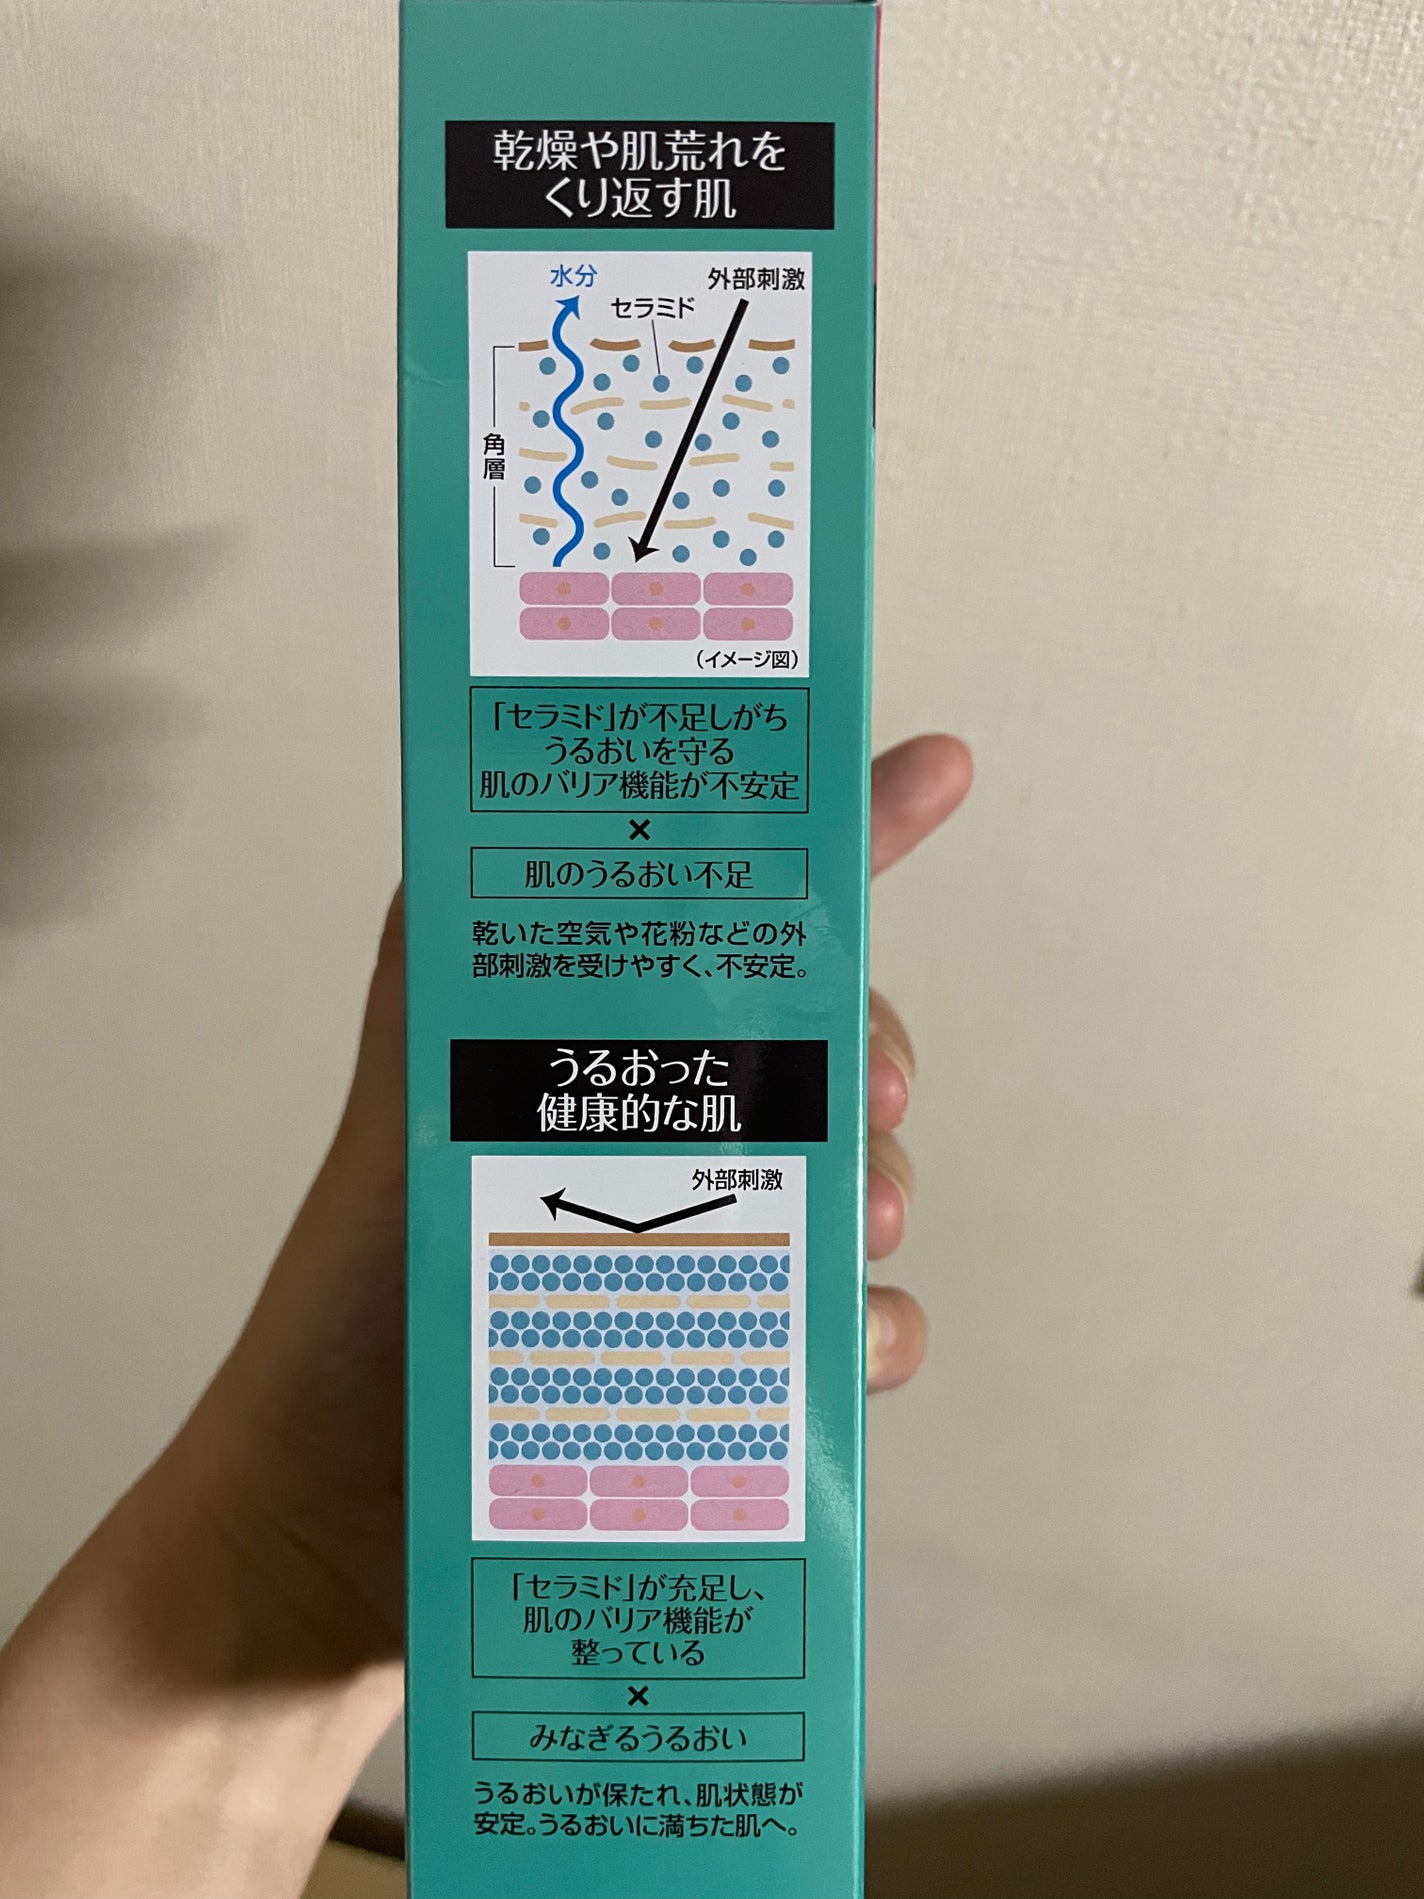 乾燥や肌荒れを
くり返す肌
水分
外部刺激
セラミド
角層
（イメージ図）
「セラミド」が不足しがち
うるおいを守る
肌のバリア機能が不安定
×
肌のうるおい不足
乾いた空気や花粉などの外
部刺激を受けやすく、不安定。
うるおった
健康的な肌
外部刺激
「セラミド」が充足し、
肌のバリア機能が
整っている
×
みなぎるうるおい
うるおいが保たれ、肌状態が
安定。うるおいに満ちた肌へ。